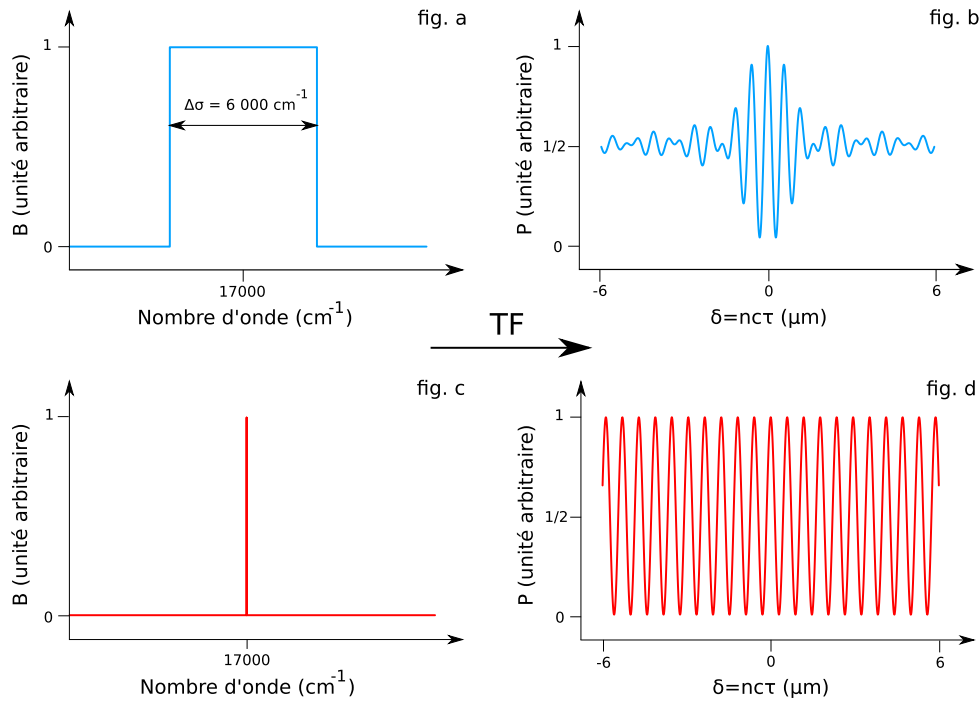 fig. a
B (unité arbitraire)
1
0
Δσ = 6 000 cm-1
17000
Nombre d'onde (cm-1)
fig. b
P (unité arbitraire)
1
1/2
0
-6
0
6
δ=ncτ (µm)
TF
fig. c
B (unité arbitraire)
1
0
17000
Nombre d'onde (cm-1)
fig. d
P (unité arbitraire)
1
1/2
0
-6
0
6
δ=ncτ (µm)